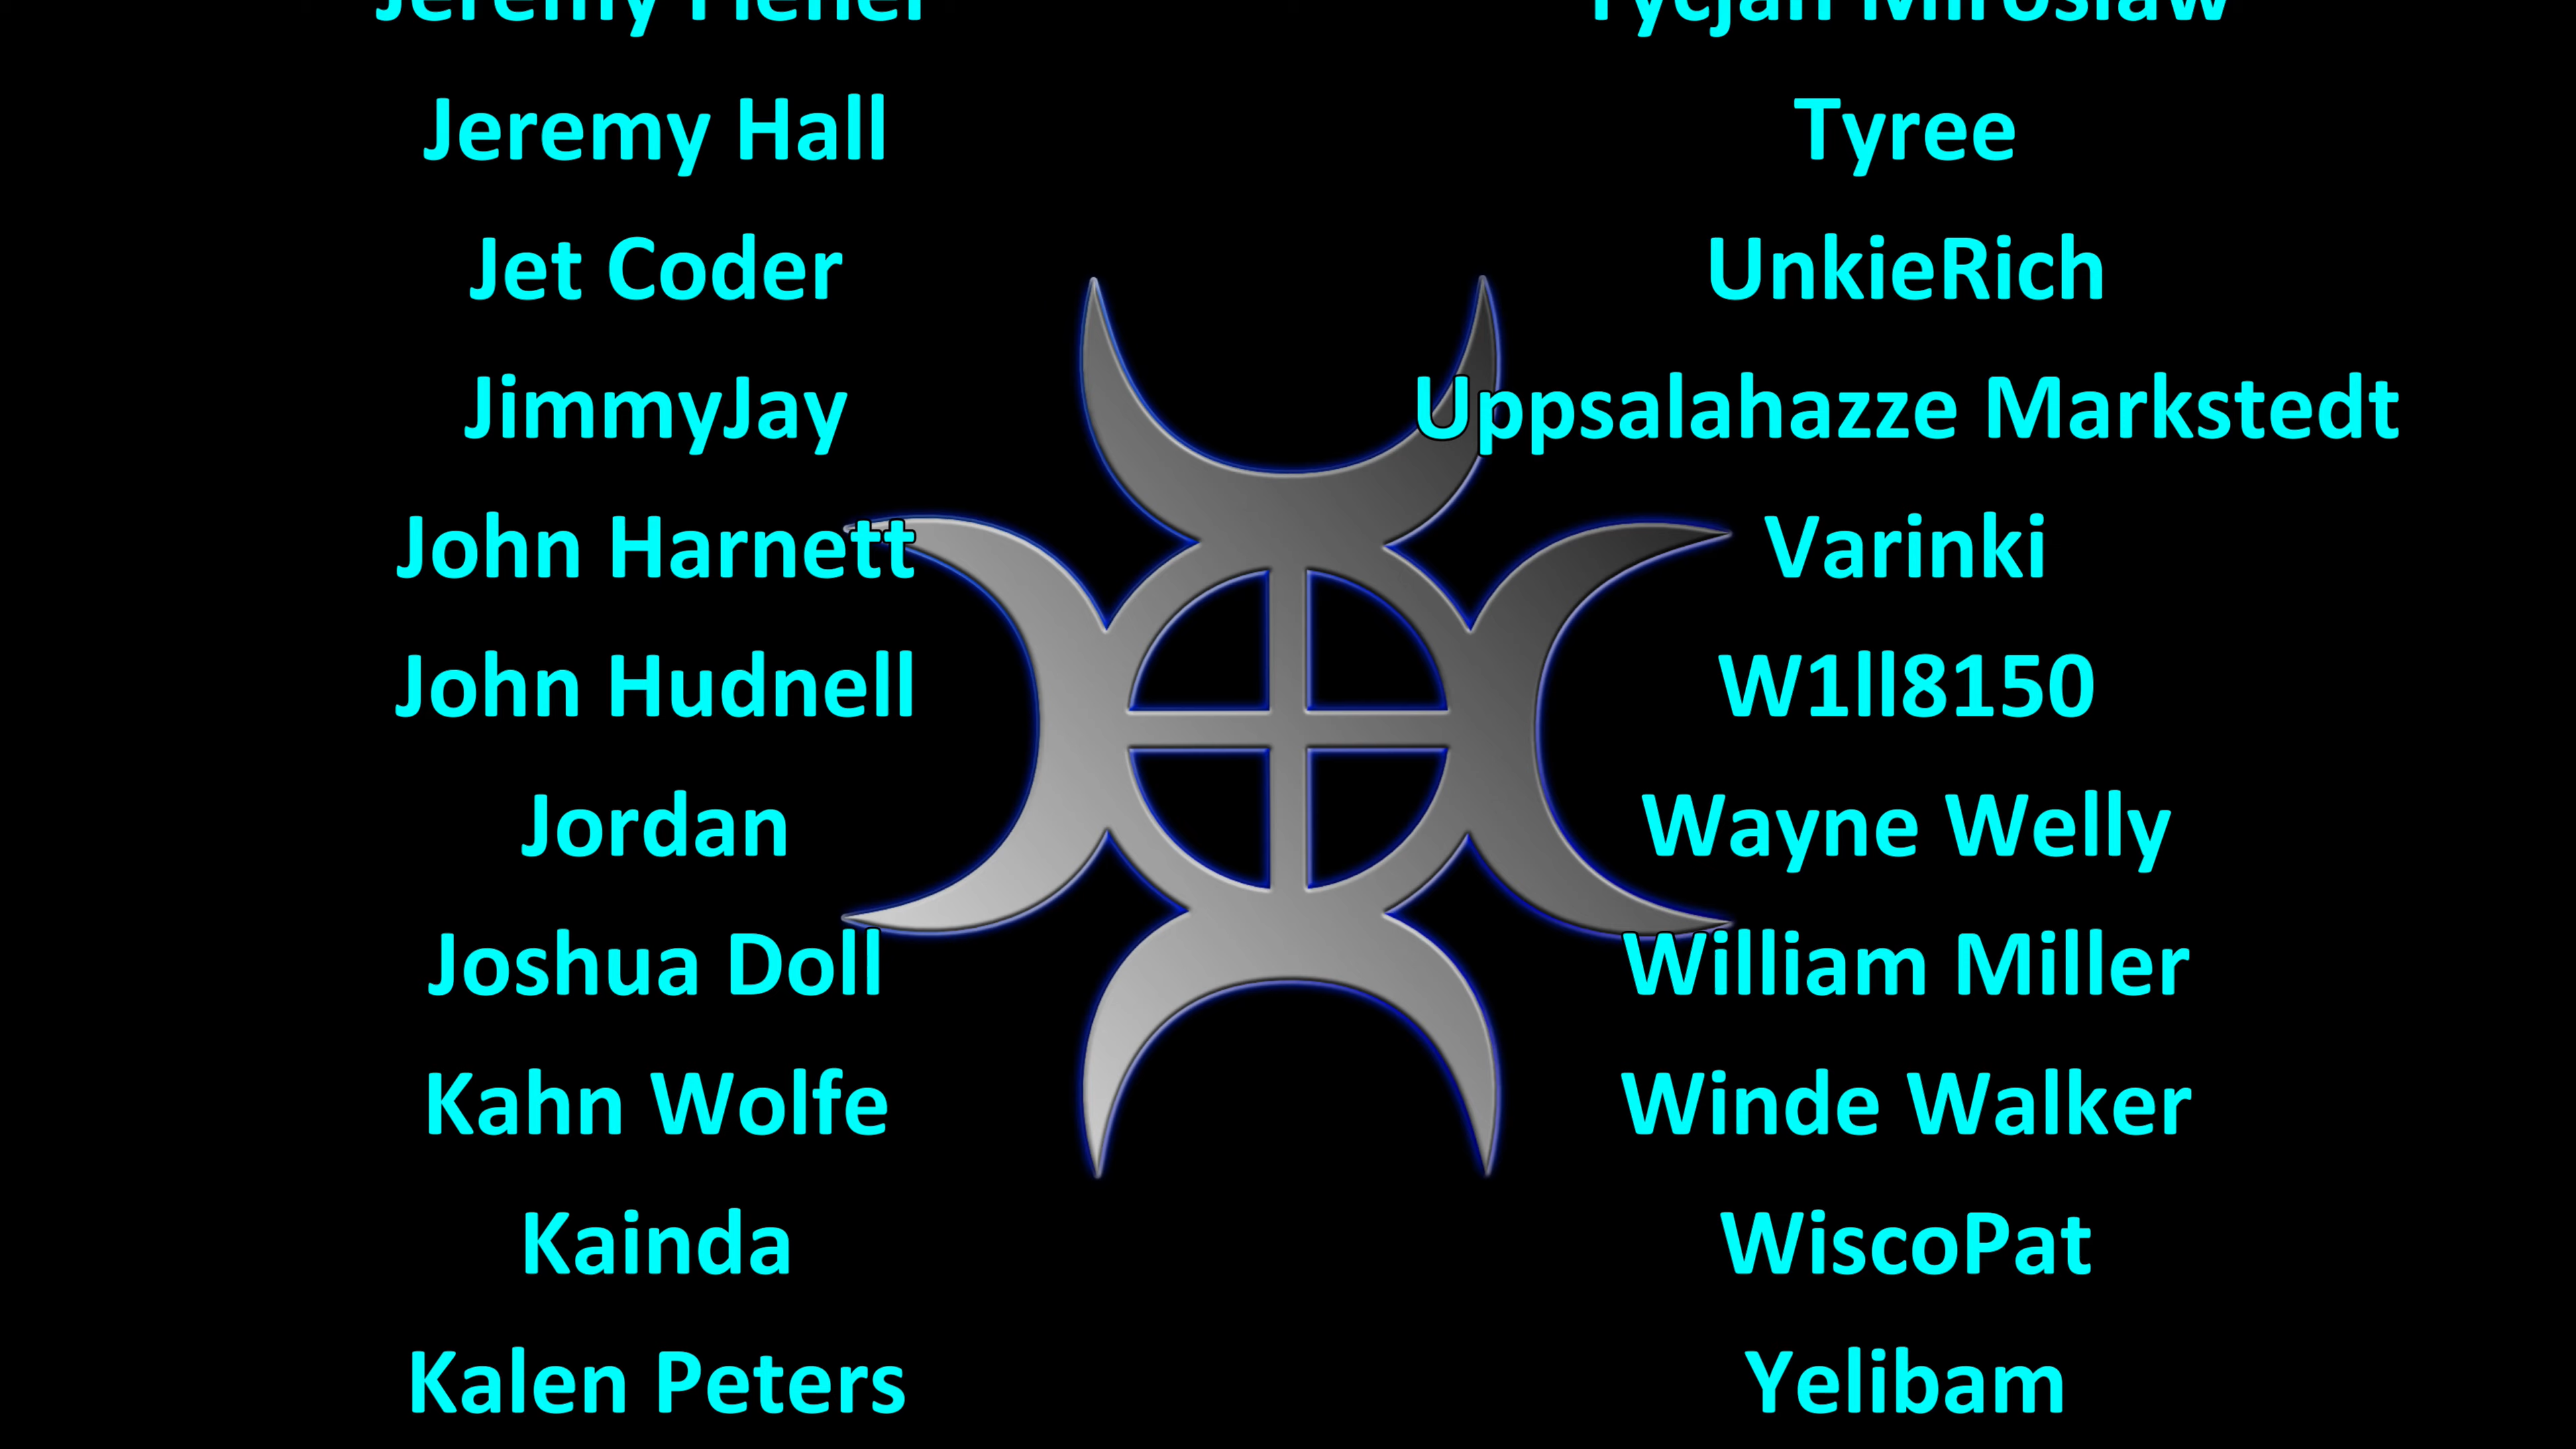 Jeremy Hall
Jet Coder
JimmyJay
John Harnett
John Hudnell
Jordan
Joshua Doll
Kahn Wolfe
Kainda
Kalen Peters
Tyree
UnkieRich
Uppsalahazze Markstedt
Varinki
W1ll8150
Wayne Welly
William Miller
Winde Walker
WiscoPat
Yelibam